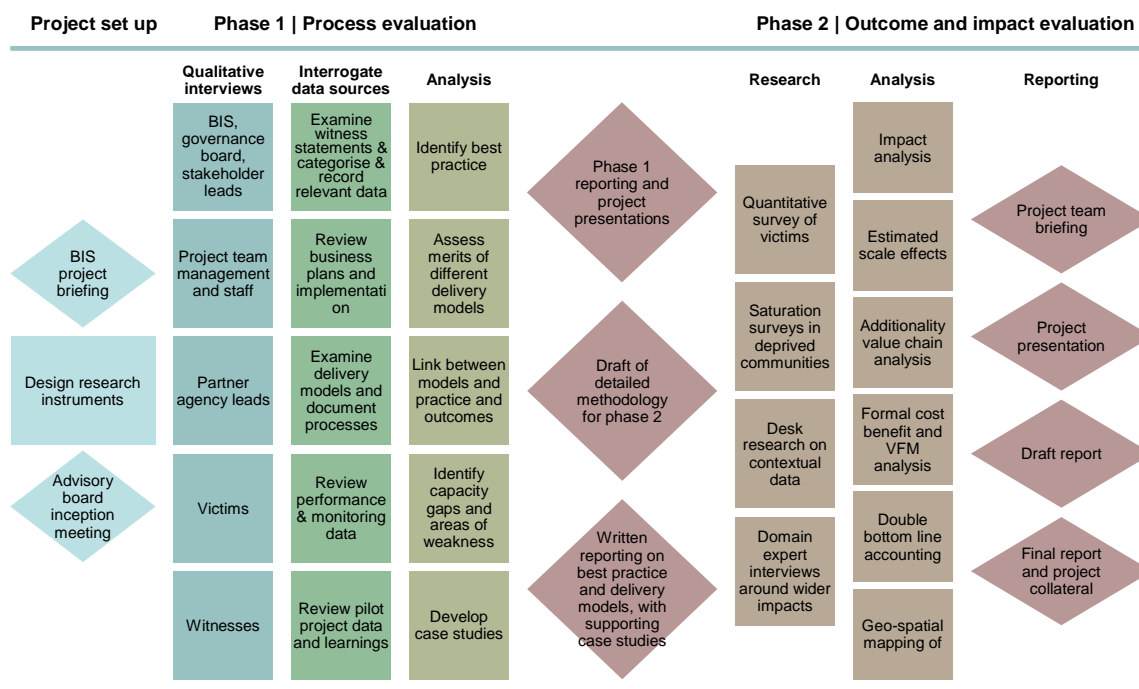 Project set up
Phase 1 | Process evaluation
Phase 2 | Outcome and impact evaluation
BIS
project
briefing
Design research
instruments
Advisory
board
inception
meeting
Qualitative
interviews
BIS,
governance
board,
stakeholder
leads
Project team
management
and staff
Partner
agency leads
Victims
Witnesses
Interrogate
data sources
Examine
witness
statements &
categorise &
record
relevant data
Review
business
plans and
implementati
on
Examine
delivery
models and
document
processes
Review
performance
& monitoring
data
Review pilot
project data
and learnings
Analysis
Identify best
practice
Assess
merits of
different
delivery
models
Link between
models and
practice and
outcomes
Identify
capacity
gaps and
areas of
weakness
Develop
case studies
Phase 1
reporting and
project
presentations
Draft of
detailed
methodology
for phase 2
Written
reporting on
best practice
and delivery
models, with
supporting
case studies
Research
Quantitative
survey of
victims
Saturation
surveys in
deprived
communities
Desk
research on
contextual
data
Domain
expert
interviews
around wider
impacts
Analysis
Impact
analysis
Estimated
scale effects
Additionality
value chain
analysis
Formal cost
benefit and
VFM
analysis
Double
bottom line
accounting
Geo-spatial
mapping of
Reporting
Project team
briefing
Project
presentation
Draft report
Final report
and project
collateral